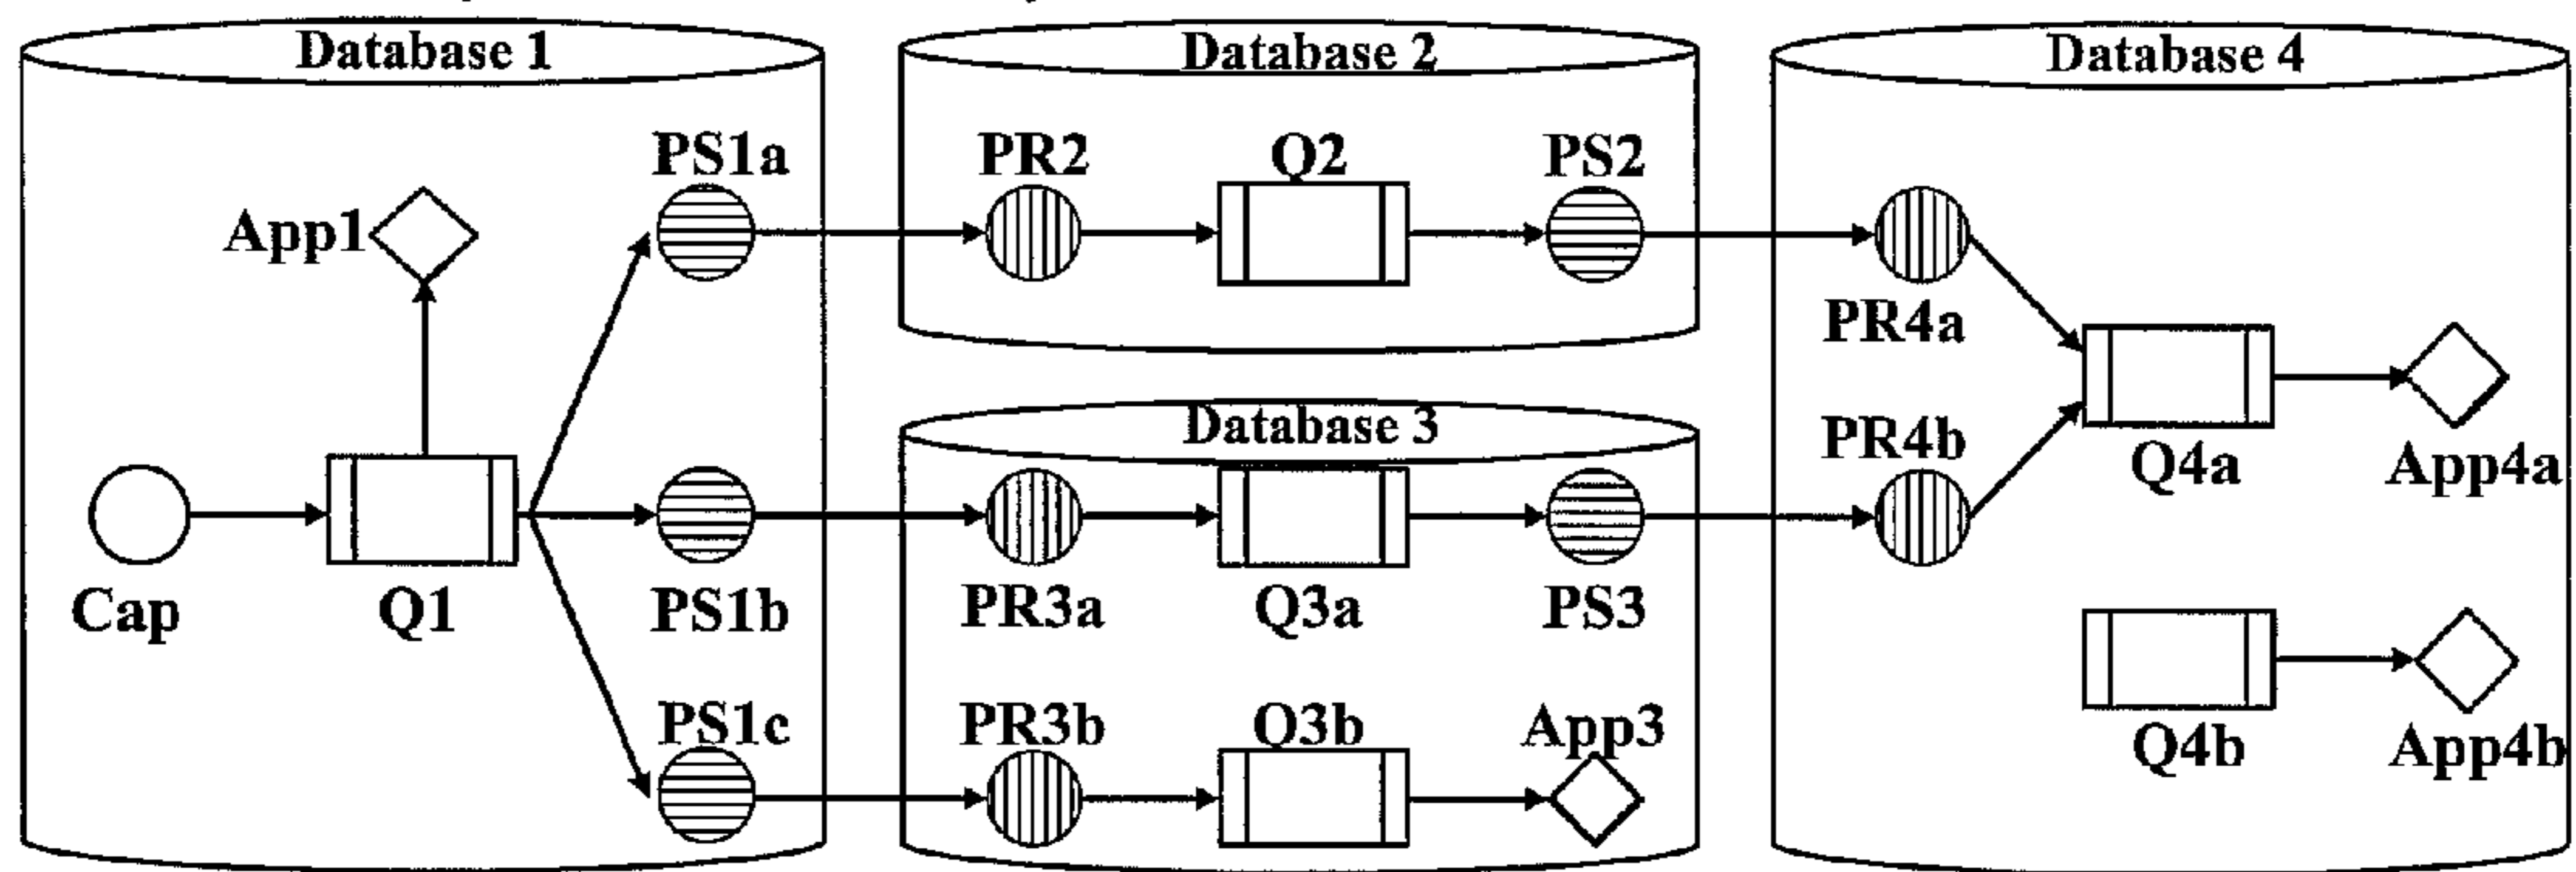 Database 1
Database 2
Database 4
PS1a
PR2
Q2
PS2
App1
PR4a
Database 3
PR4b
Q4a
App4a
Cap
Q1
PS1b
PR3a
Q3a
PS3
PS1c
PR3b
Q3b
App3
Q4b
App4b